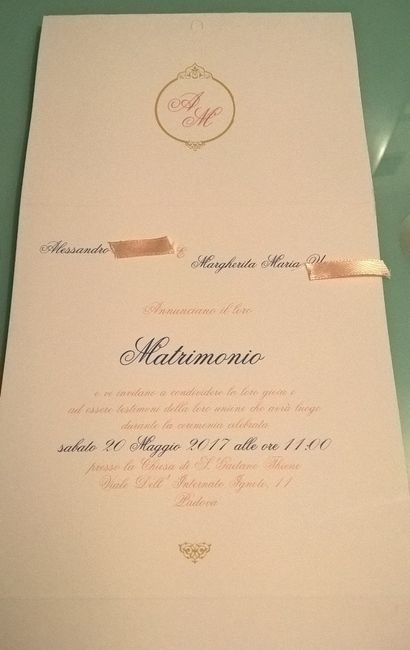 A
M
Alessandro E
Margherita Maria
Annunciano il loro
Matrimonio
e vi invitano a condividere la loro gioia e
ad essere testimoni della loro unione che avrà luogo
durante la cerimonia celebrata
sabato 20 Maggio 2017 alle ore 11:00
presso la Chiesa di S. Gaetano Thiene
Viale Dell' Internato Ignoto, 11
Padova